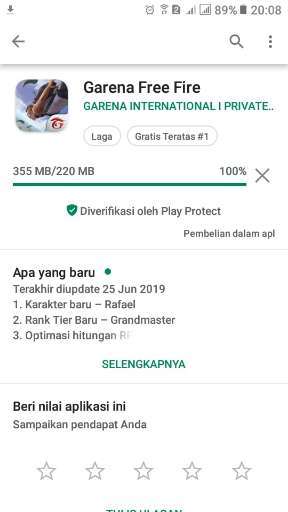 89% 20:08
Garena Free Fire
GARENA INTERNATIONAL I PRIVATE..
Laga
Gratis Teratas #1
355 MB/220 MB
100%
Diverifikasi oleh Play Protect
Pembelian dalam apl
Apa yang baru
Terakhir diupdate 25 Jun 2019
1. Karakter baru – Rafael
2. Rank Tier Baru – Grandmaster
3. Optimasi hitungan
SELENGKAPNYA
Beri nilai aplikasi ini
Sampaikan pendapat Anda
TULIS ULASAN